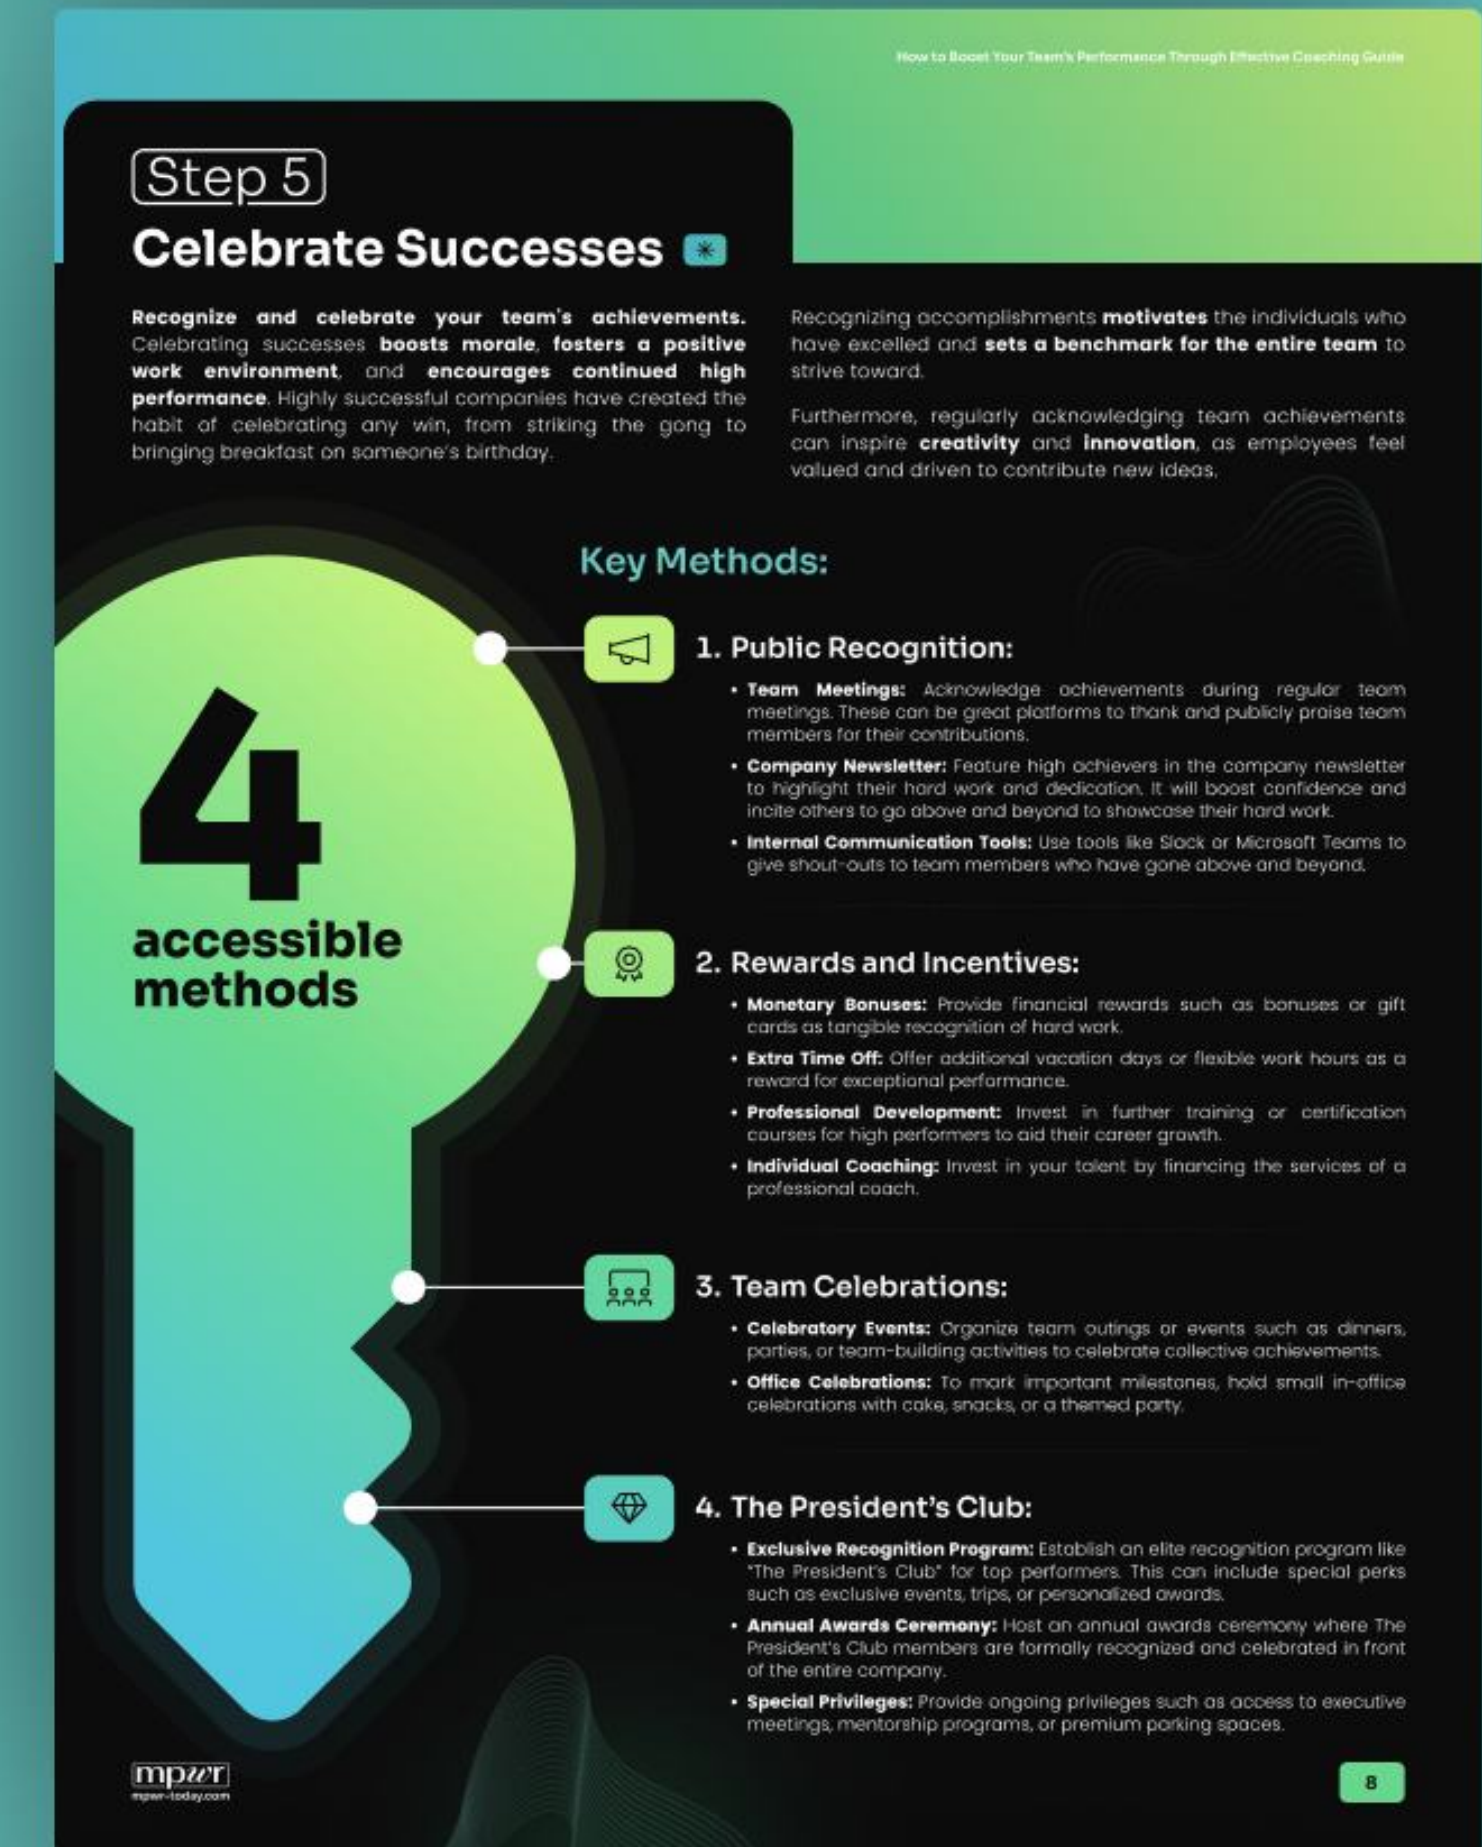 How to Boost Your Team's Performance Through Effective Coaching Guide
Step 5
Celebrate Successes
Recognize and celebrate your team's achievements.
Celebrating successes boosts morale, fosters a positive
work environment, and encourages continued high
performance. Highly successful companies have created the
habit of celebrating any win, from striking the gong to
bringing breakfast on someone's birthday.
Recognizing accomplishments motivates the individuals who
have excelled and sets a benchmark for the entire team to
strive toward.
Furthermore, regularly acknowledging team achievements
can inspire creativity and innovation, as employees feel
valued and driven to contribute new ideas.
4
accessible
methods
Key Methods:
1. Public Recognition:
• Team Meetings: Acknowledge achievements during regular team
meetings. These can be great platforms to thank and publicly praise team
members for their contributions.
• Company Newsletter: Feature high achievers in the company newsletter
to highlight their hard work and dedication. It will boost confidence and
incite others to go above and beyond to showcase their hard work.
• Internal Communication Tools: Use tools like Slack or Microsoft Teams to
give shout-outs to team members who have gone above and beyond.
2. Rewards and Incentives:
• Monetary Bonuses: Provide financial rewards such as bonuses or gift
cards as tangible recognition of hard work.
• Extra Time Off: Offer additional vacation days or flexible work hours as a
reward for exceptional performance.
• Professional Development: Invest in further training or certification
courses for high performers to aid their career growth.
• Individual Coaching: Invest in your talent by financing the services of a
professional coach.
3. Team Celebrations:
• Celebratory Events: Organize team outings or events such as dinners,
parties, or team-building activities to celebrate collective achievements.
• Office Celebrations: To mark important milestones, hold small in-office
celebrations with cake, snacks, or a themed party.
4. The President's Club:
• Exclusive Recognition Program: Establish an elite recognition program like
"The President's Club" for top performers. This can include special perks
such as exclusive events, trips, or personalized awards.
• Annual Awards Ceremony: Host an annual awards ceremony where The
President's Club members are formally recognized and celebrated in front
of the entire company.
• Special Privileges: Provide ongoing privileges such as access to executive
meetings, mentorship programs, or premium parking spaces.
mpwr
mpwr-today.com
8